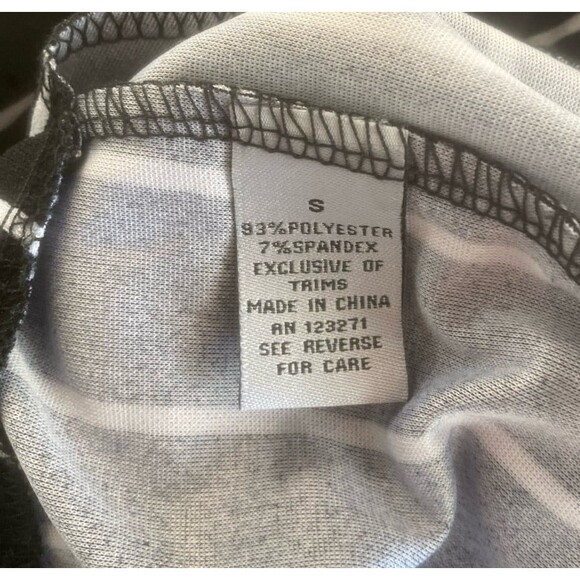 S
93%POLYESTER
7%SPANDEX
EXCLUSIVE OF
TRIMS
MADE IN CHINA
RN 123271
SEE REVERSE
FOR CARE